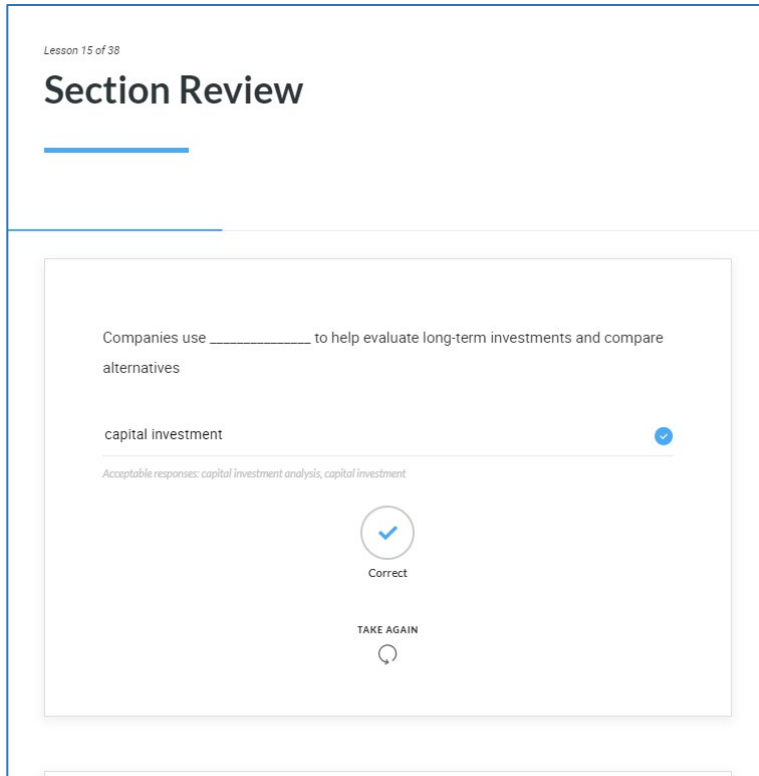 Lesson 15 of 38
Section Review
Companies use _______________ to help evaluate long-term investments and compare
alternatives
capital investment
Acceptable responses: capital investment analysis, capital investment
Correct
TAKE AGAIN